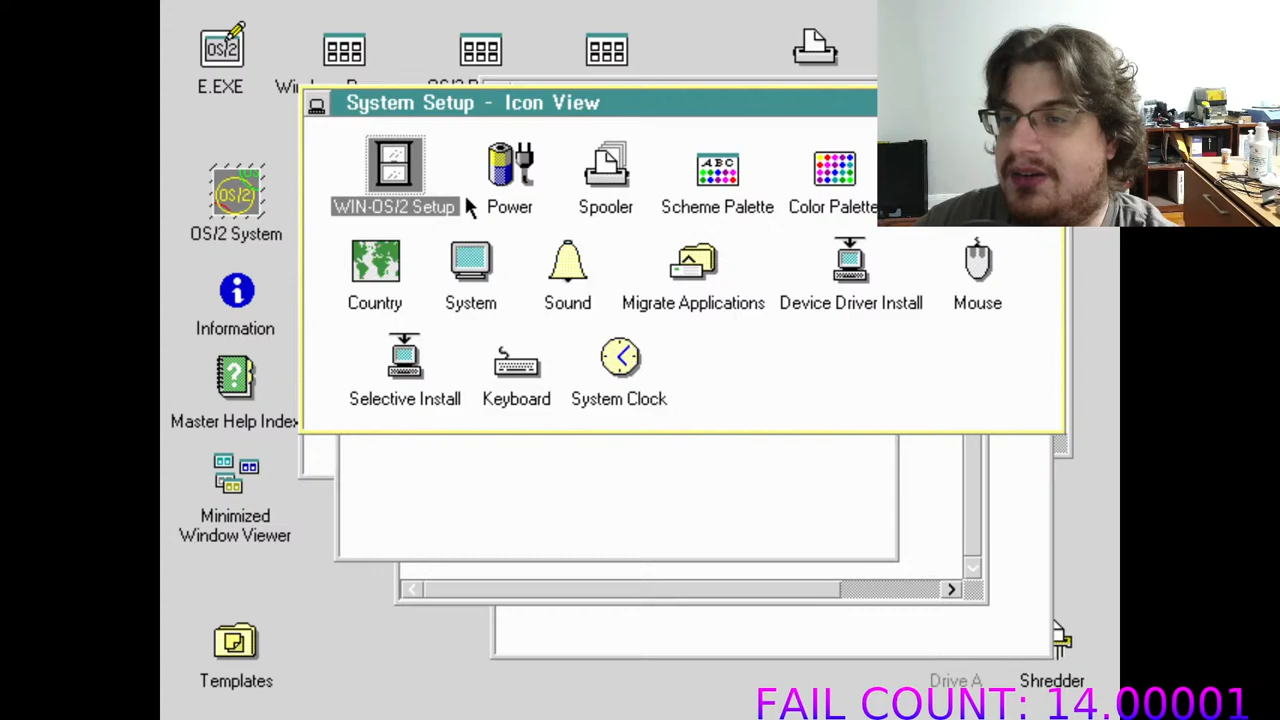 E.EXE
System Setup - Icon View
WIN-OS/2 Setup
Power
Spooler
Scheme Palette
Color Palette
OS/2
OS/2 System
Country
System
Sound
Migrate Applications
Device Driver Install
Mouse
Information
Selective Install
Keyboard
System Clock
Master Help Index
Minimized
Window Viewer
Templates
Drive A
Shredder
FAIL COUNT: 14.00001